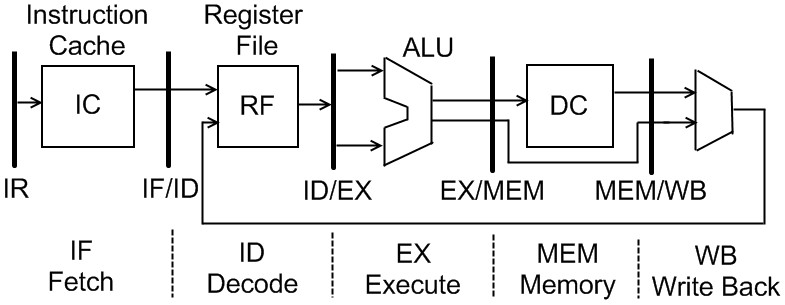 Instruction
Cache
Register
File
ALU
IC
RF
DC
IR
IF/ID
ID/EX
EX/MEM
MEM/WB
IF
Fetch
ID
Decode
EX
Execute
MEM
Memory
WB
Write Back